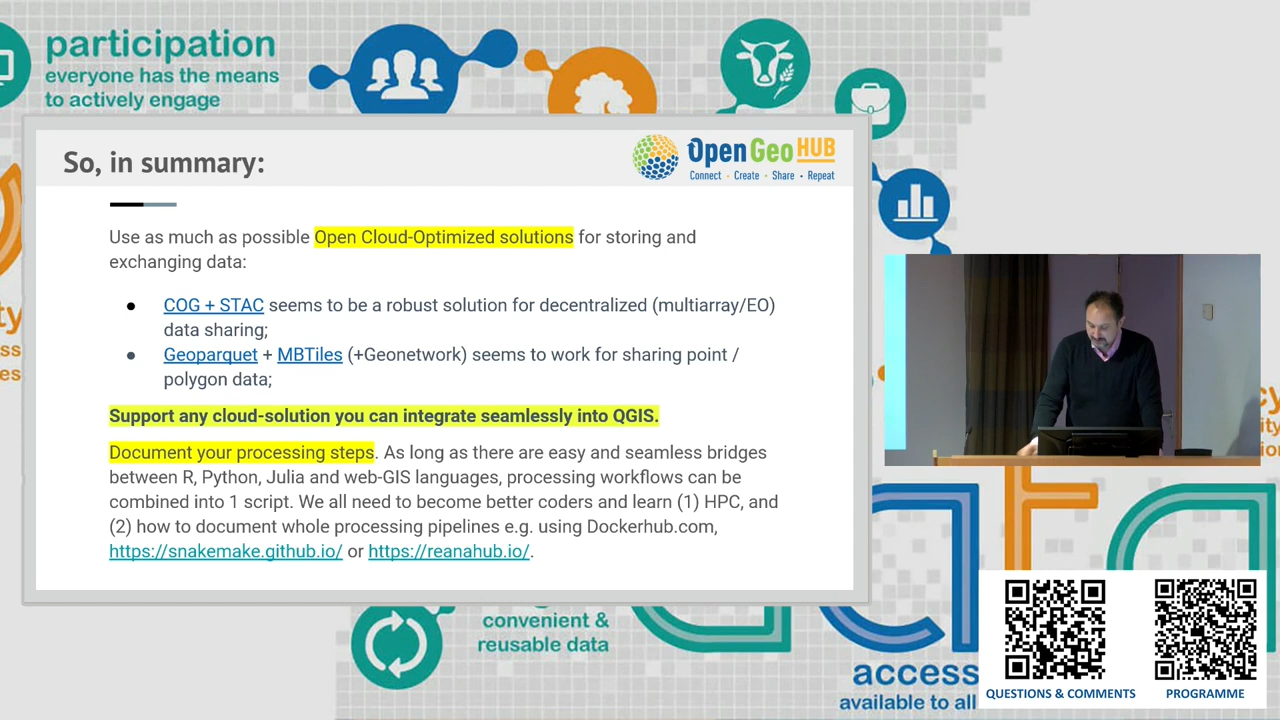 participation
everyone has the means
to actively engage
So, in summary:
OpenGeoHUB
Connect · Create · Share · Repeat
Use as much as possible Open Cloud-Optimized solutions for storing and
exchanging data:
● COG + STAC seems to be a robust solution for decentralized (multiarray/EO)
data sharing;
● Geoparquet + MBTiles (+Geonetwork) seems to work for sharing point /
polygon data;
Support any cloud-solution you can integrate seamlessly into QGIS.
Document your processing steps. As long as there are easy and seamless bridges
between R, Python, Julia and web-GIS languages, processing workflows can be
combined into 1 script. We all need to become better coders and learn (1) HPC, and
(2) how to document whole processing pipelines e.g. using Dockerhub.com,
https://snakemake.github.io/ or https://reanahub.io/.
convenient &
reusable data
access
available to all
QUESTIONS & COMMENTS
PROGRAMME